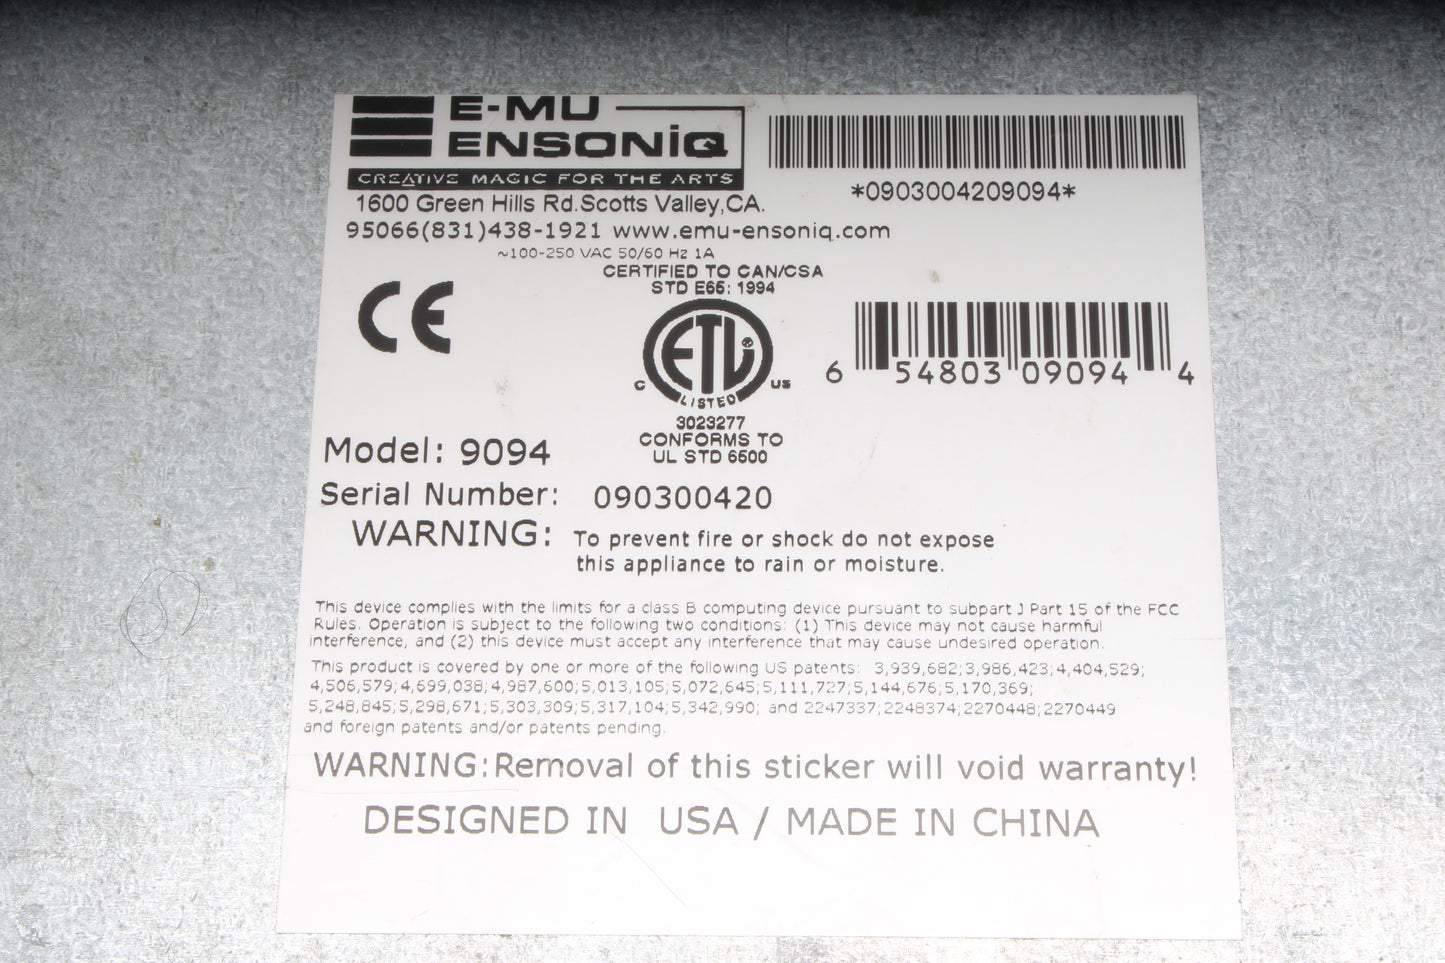 E-MU
ENSONiQ
CREATIVE MAGIC FOR THE ARTS
*0903004209094*
1600 Green Hills Rd.Scotts Valley,CA.
95066(831)438-1921 www.emu-ensoniq.com
~100-250 VAC 50/60 Hz 1A
CERTIFIED TO CAN/CSA
STD E65: 1994
CE
ETL®
C US
LISTED
6 54803 09094 4
3023277
CONFORMS TO
UL STD 6500
Model: 9094
Serial Number: 090300420
WARNING: To prevent fire or shock do not expose
this appliance to rain or moisture.
This device complies with the limits for a class B computing device pursuant to subpart J Part 15 of the FCC
Rules. Operation is subject to the following two conditions: (1) This device may not cause harmful
interference, and (2) this device must accept any interference that may cause undesired operation.
This product is covered by one or more of the following US patents: 3,939,682;3,986,423;4,404,529;
4,506,579;4,699,038;4,987,600;5,013,105;5,072,645;5,111,727;5,144,676;5,170,369;
5,248,845;5,298,671;5,303,309;5,317,104;5,342,990; and 2247337;2248374;2270448;2270449
and foreign patents and/or patents pending.
WARNING:Removal of this sticker will void warranty!
DESIGNED IN USA / MADE IN CHINA